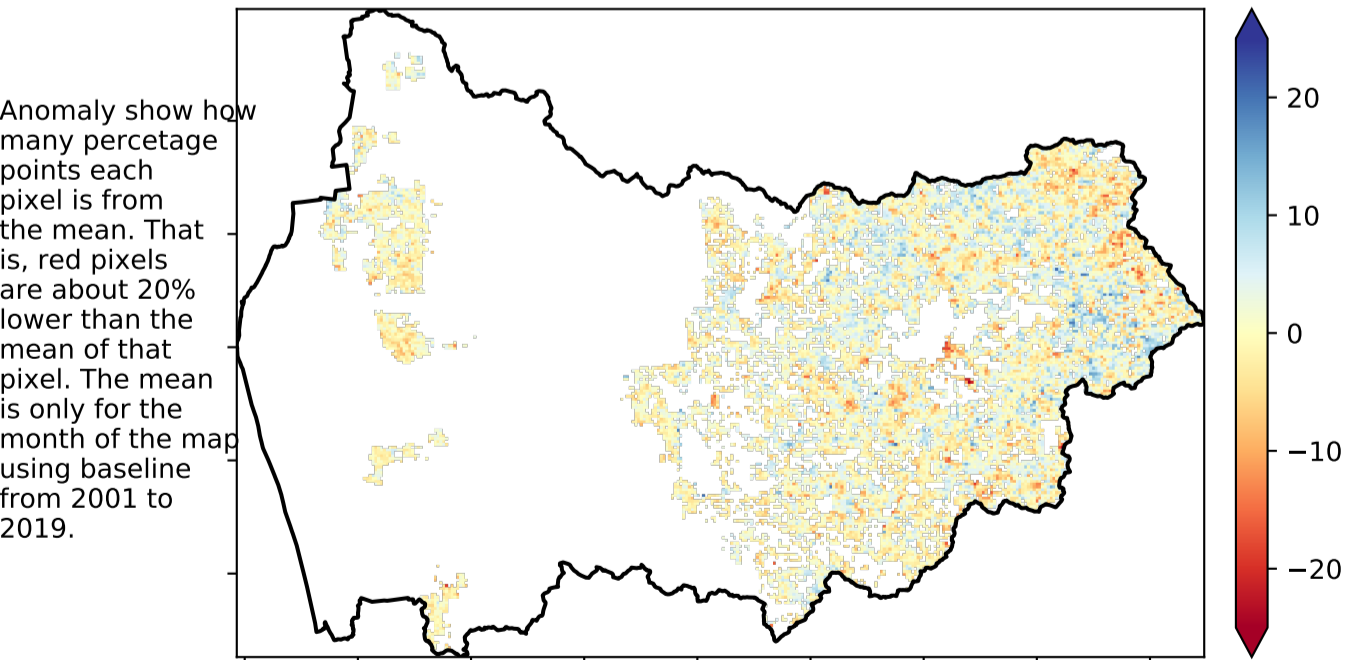 Anomaly show how
many percetage
points each
pixel is from
the mean. That
is, red pixels
are about 20%
lower than the
mean of that
pixel. The mean
is only for the
month of the map
using baseline
from 2001 to
2019.
20
10
0
−10
−20